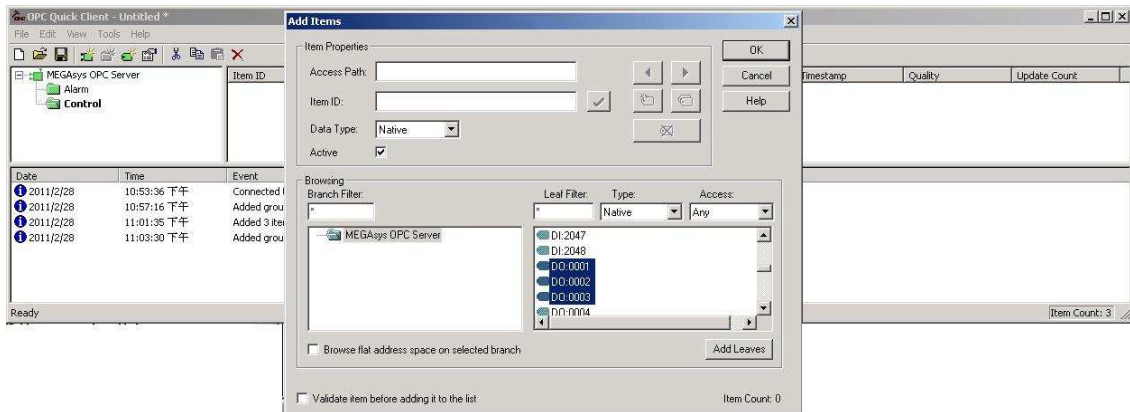 OPC Quick Client - Untitled *
File Edit View Tools Help
MEGAsys OPC Server
Alarm
Control
Item ID
Timestamp Quality Update Count
Date Time Event
2011/2/28 10:53:36 下午 Connected
2011/2/28 10:57:16 下午 Added grou
2011/2/28 11:01:35 下午 Added 3 ite
2011/2/28 11:03:30 下午 Added grou
Ready
Item Count: 3
Add Items
Item Properties
Access Path:
Item ID:
Data Type: Native
Active
OK
Cancel
Help
Browsing
Branch Filter: Leaf Filter: Type: Access:
* * Native Any
MEGAsys OPC Server
DI:2047
DI:2048
DO:0001
DO:0002
DO:0003
DO:0004
Browse flat address space on selected branch
Add Leaves
Validate item before adding it to the list
Item Count: 0